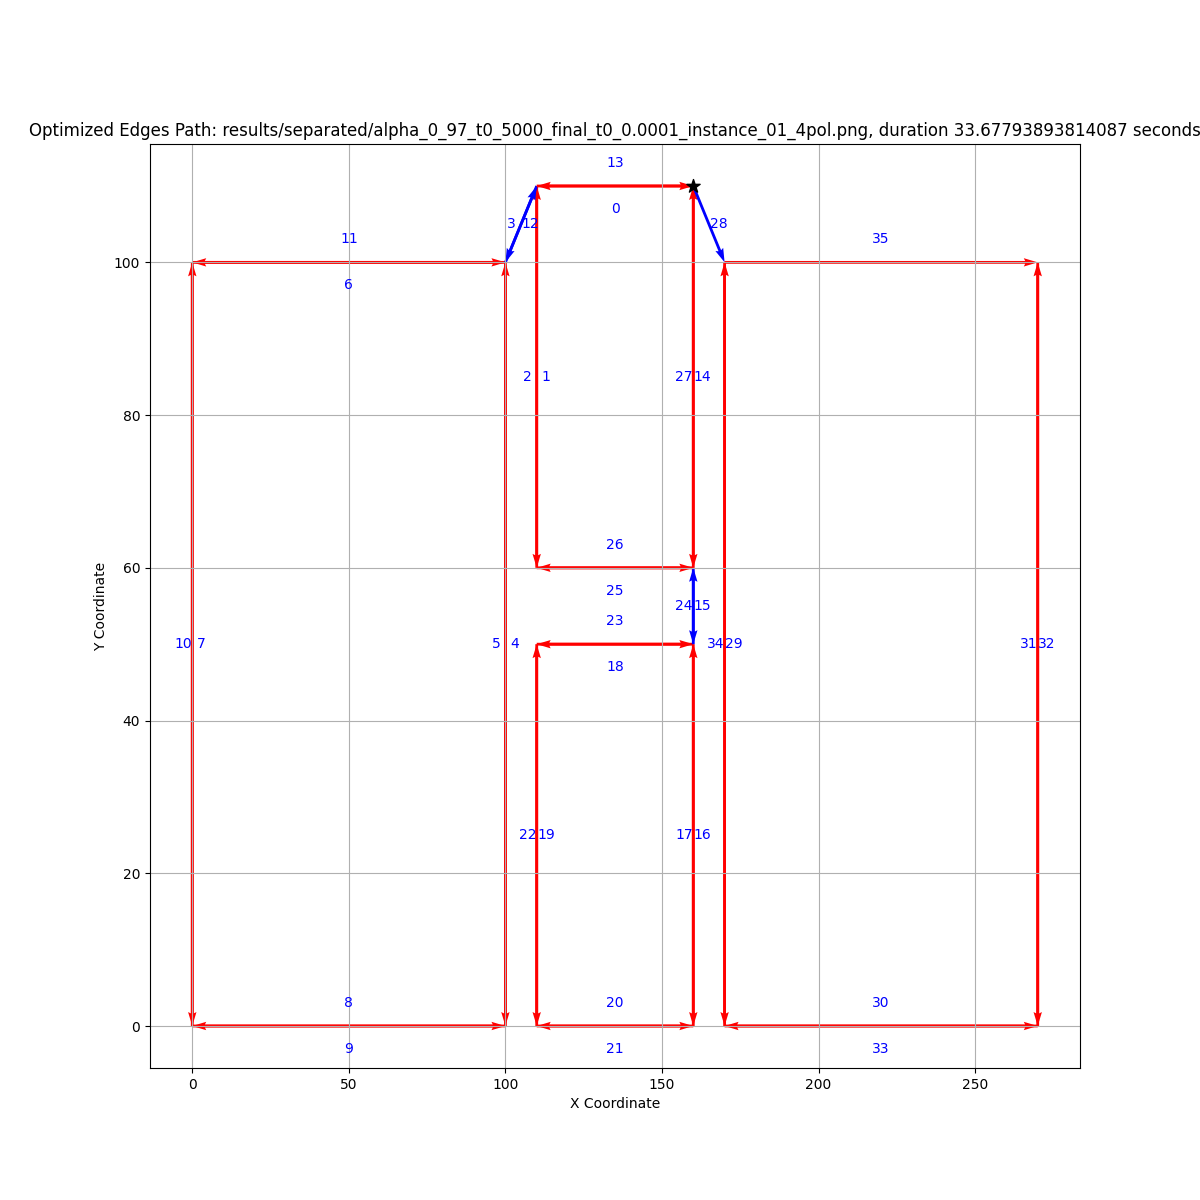 Optimized Edges Path: results/separated/alpha_0_97_t0_5000_final_t0_0.0001_instance_01_4pol.png, duration 33.67793893814087 seconds
13
0
3 12 28
11 35
100
6
2 1 27 14
80
26
60
25
24 15
23
10 7 5 4 34 29 31 32
18
40
22 19 17 16
20
8 20 30
0
9 21 33
0 50 100 150 200 250
X Coordinate
Y Coordinate